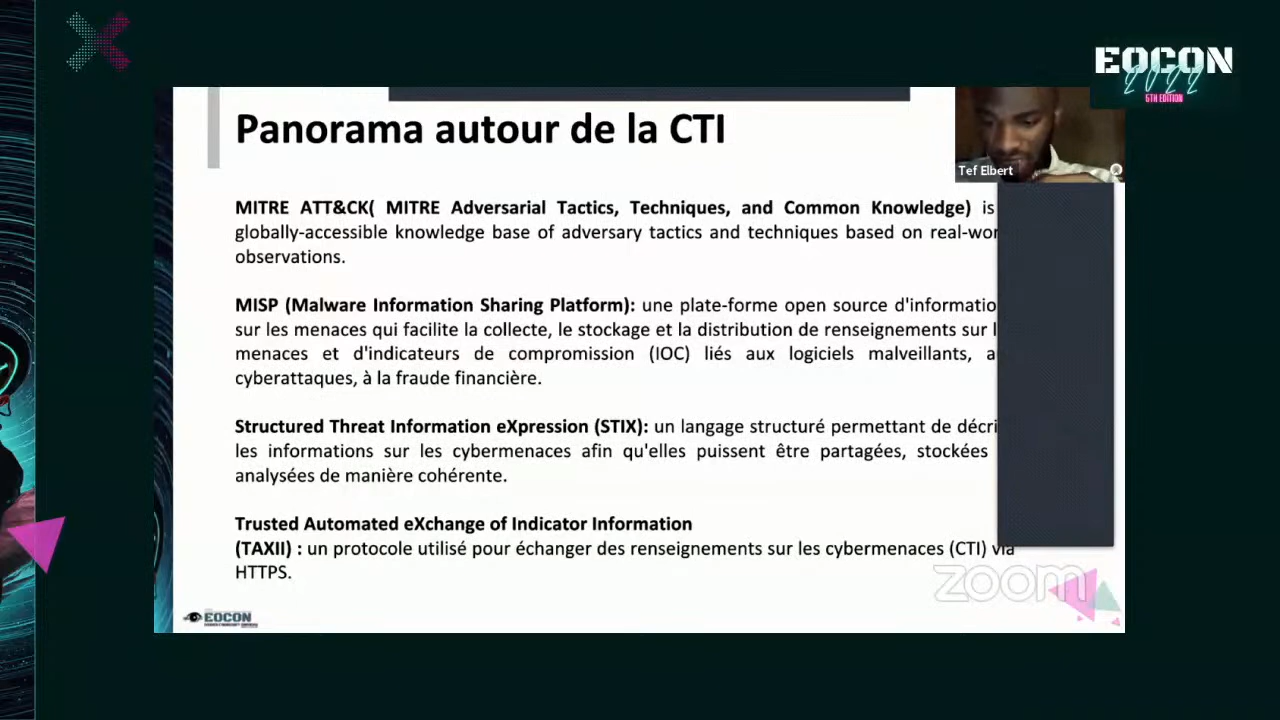 EOCON
2022
5TH EDITION
Panorama autour de la CTI
Tef Elbert
MITRE ATT&CK( MITRE Adversarial Tactics, Techniques, and Common Knowledge) is
globally-accessible knowledge base of adversary tactics and techniques based on
observations.
MISP (Malware Information Sharing Platform): une plate-forme open source
sur les menaces qui facilite la collecte, le stockage et la distribution de renseignements sur
menaces et d'indicateurs de compromission (IOC) liés aux logiciels malveillants,
cyberattaques, à la fraude financière.
Structured Threat Information eXpression (STIX): un langage structuré permettant de
les informations sur les cybermenaces afin qu'elles puissent être partagées, stockées
analysées de manière cohérente.
Trusted Automated eXchange of Indicator Information
(TAXII) : un protocole utilisé pour échanger des renseignements sur les cybermenaces (CTI) via
HTTPS.
zoom
EOCON